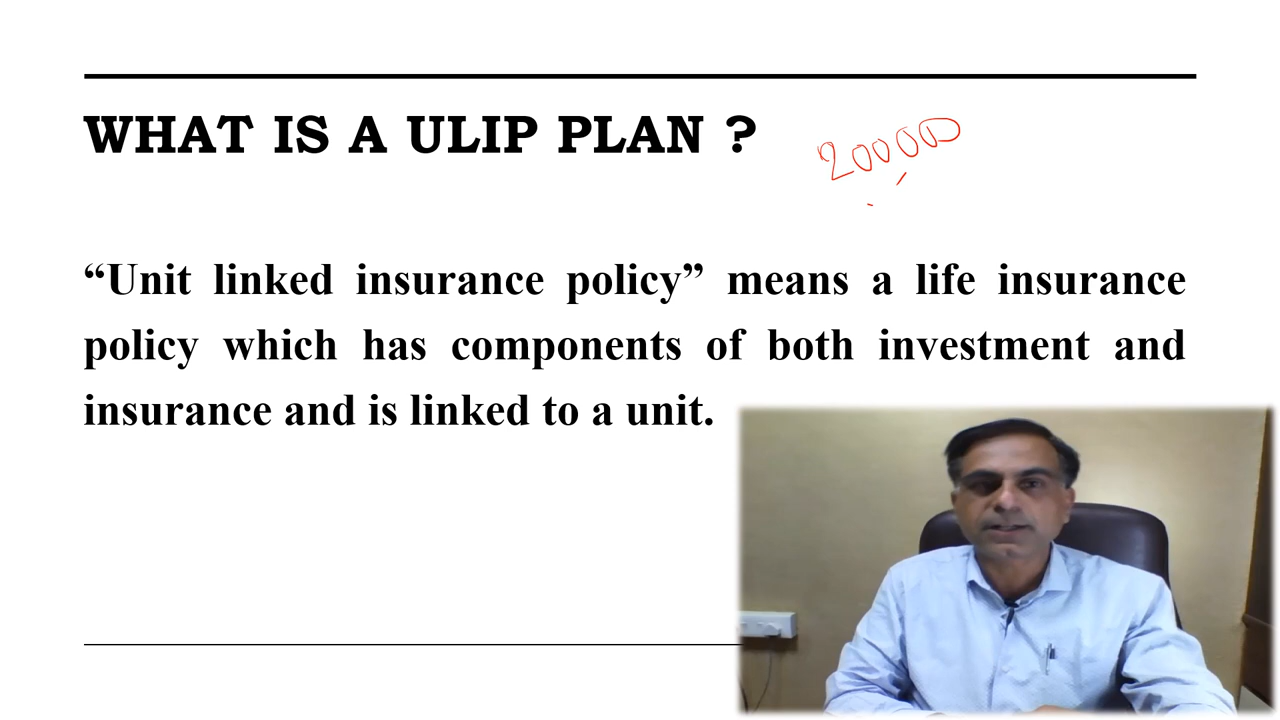 WHAT IS A ULIP PLAN ?
200000
“Unit linked insurance policy” means a life insurance
policy which has components of both investment and
insurance and is linked to a unit.